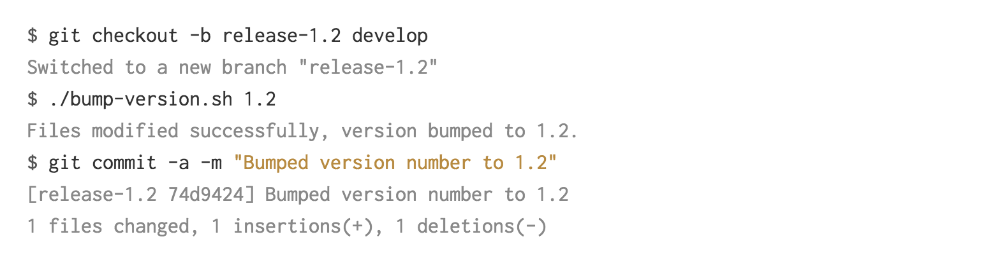 $ git checkout -b release-1.2 develop
Switched to a new branch "release-1.2"
$ ./bump-version.sh 1.2
Files modified successfully, version bumped to 1.2.
$ git commit -a -m "Bumped version number to 1.2"
[release-1.2 74d9424] Bumped version number to 1.2
1 files changed, 1 insertions(+), 1 deletions(-)